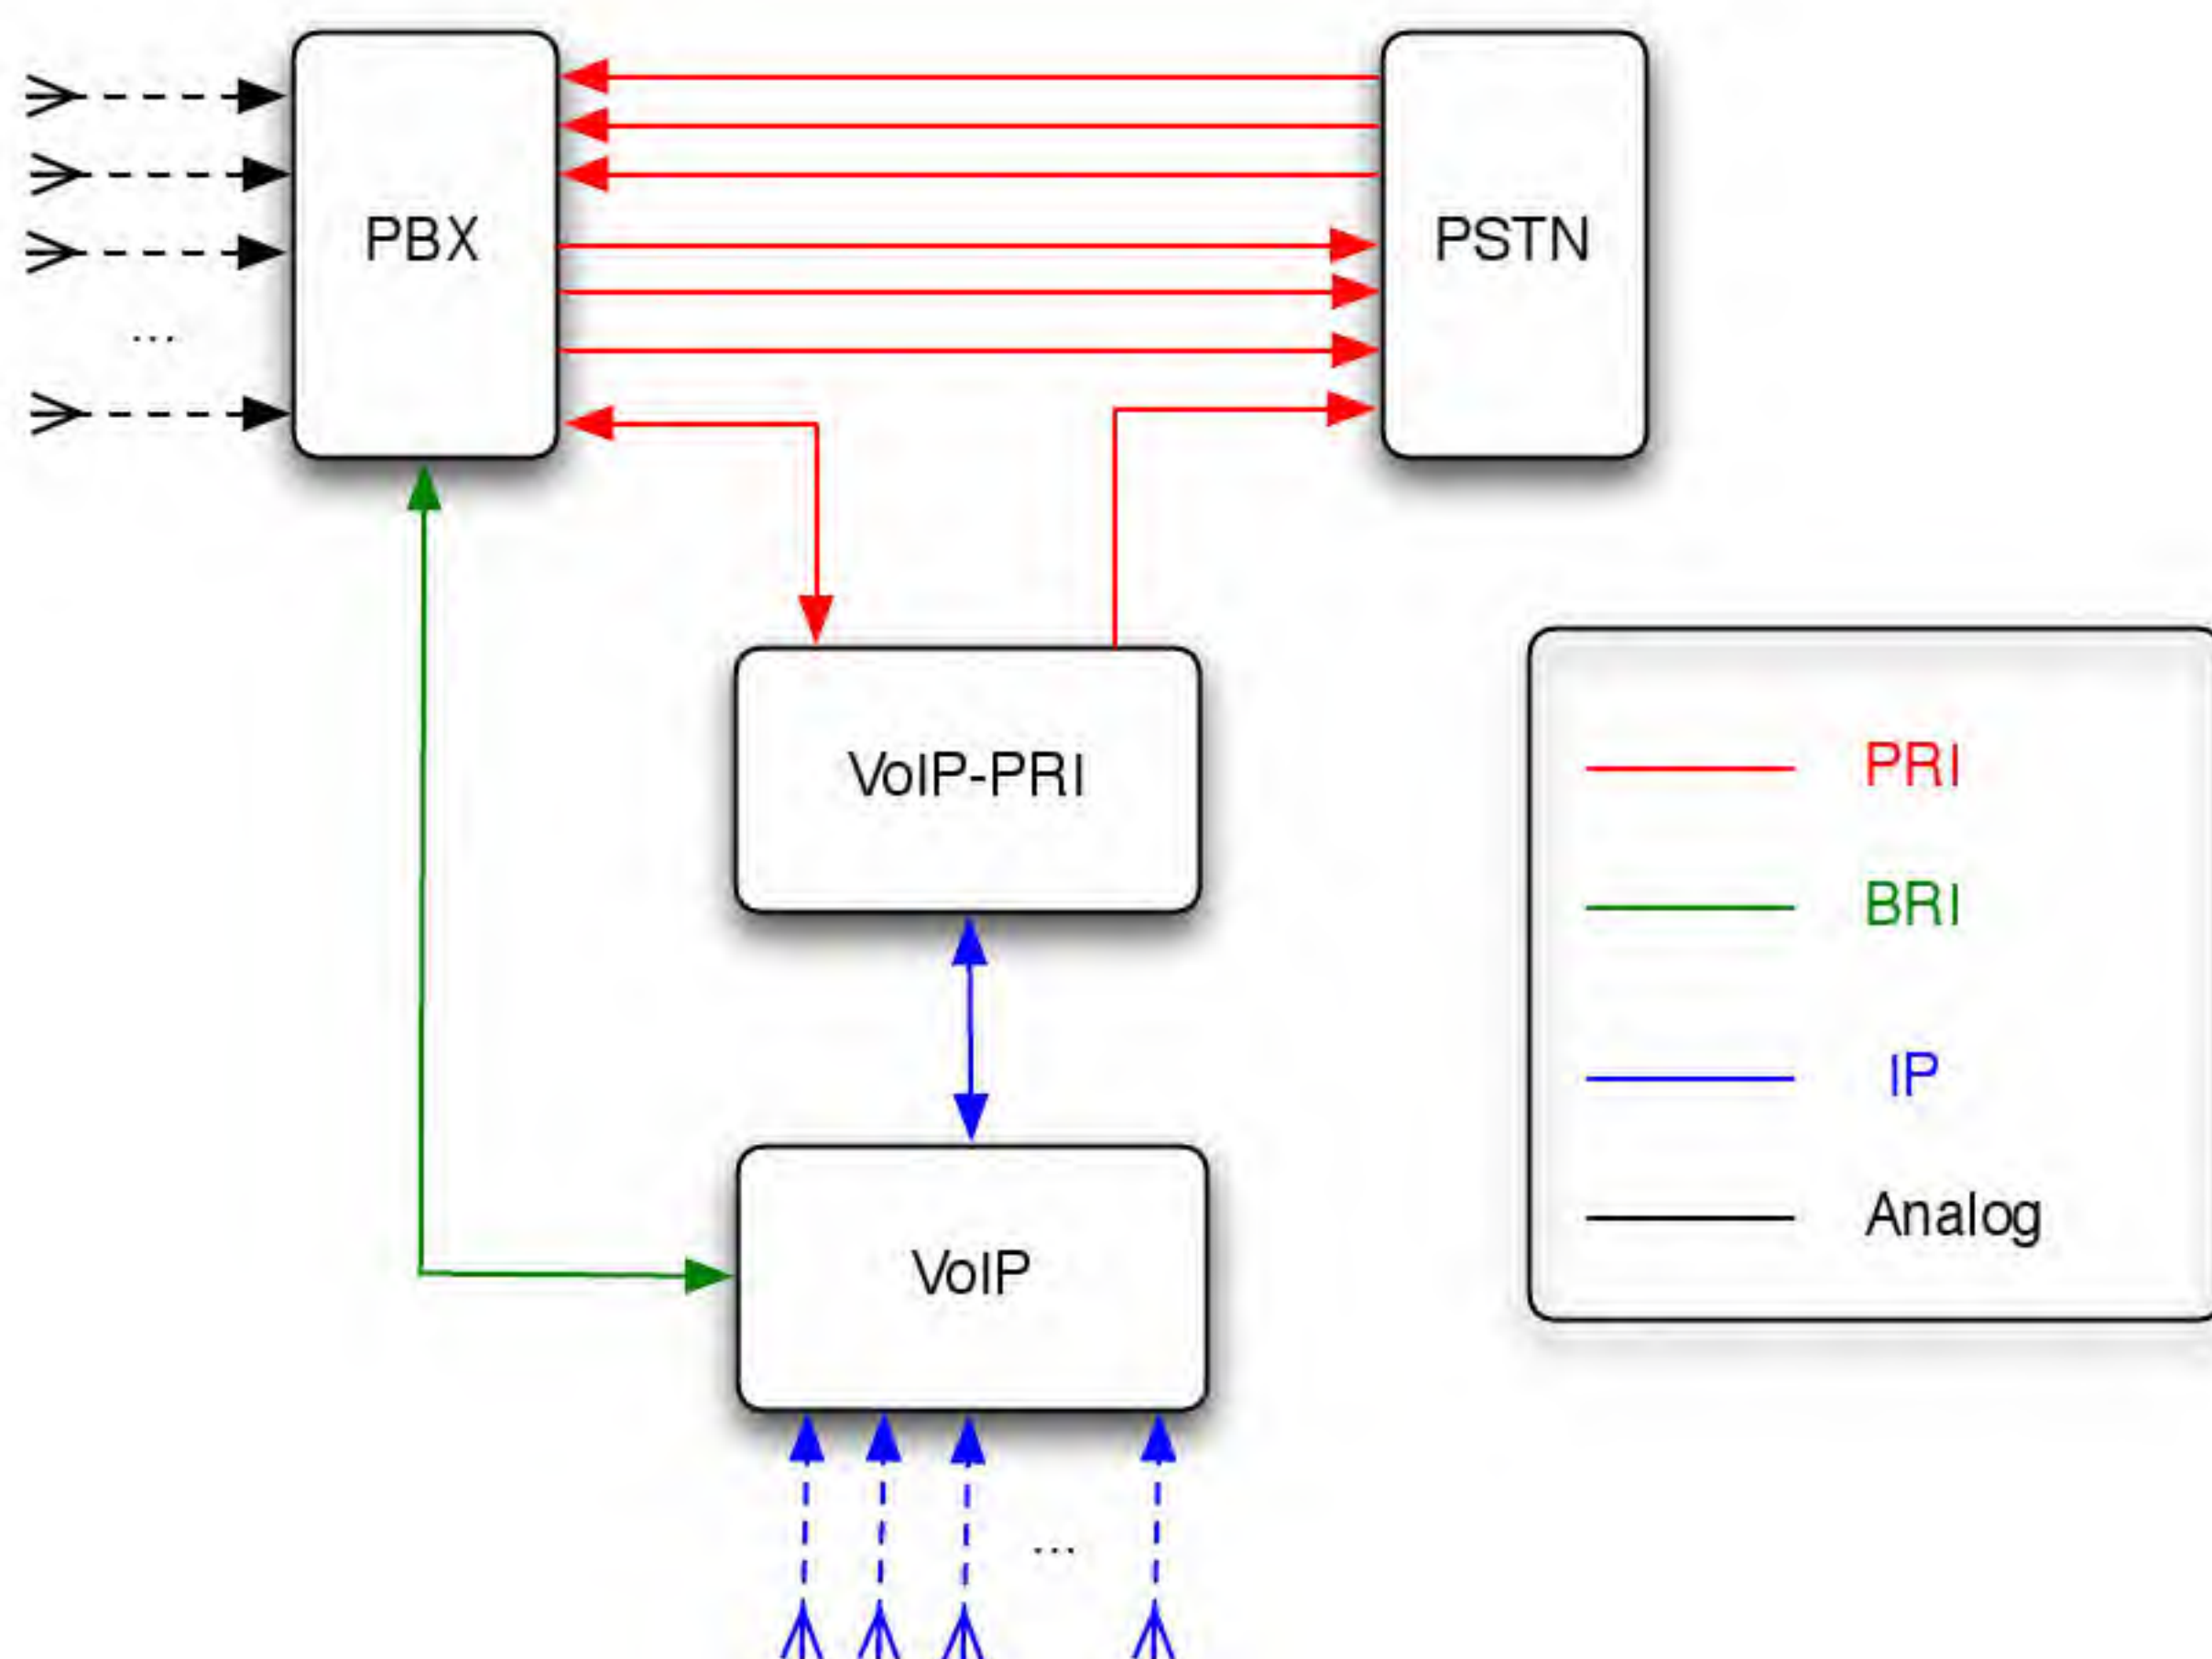 PBX
PSTN
...
VoIP-PRI
PRI
BRI
IP
Analog
VoIP
...